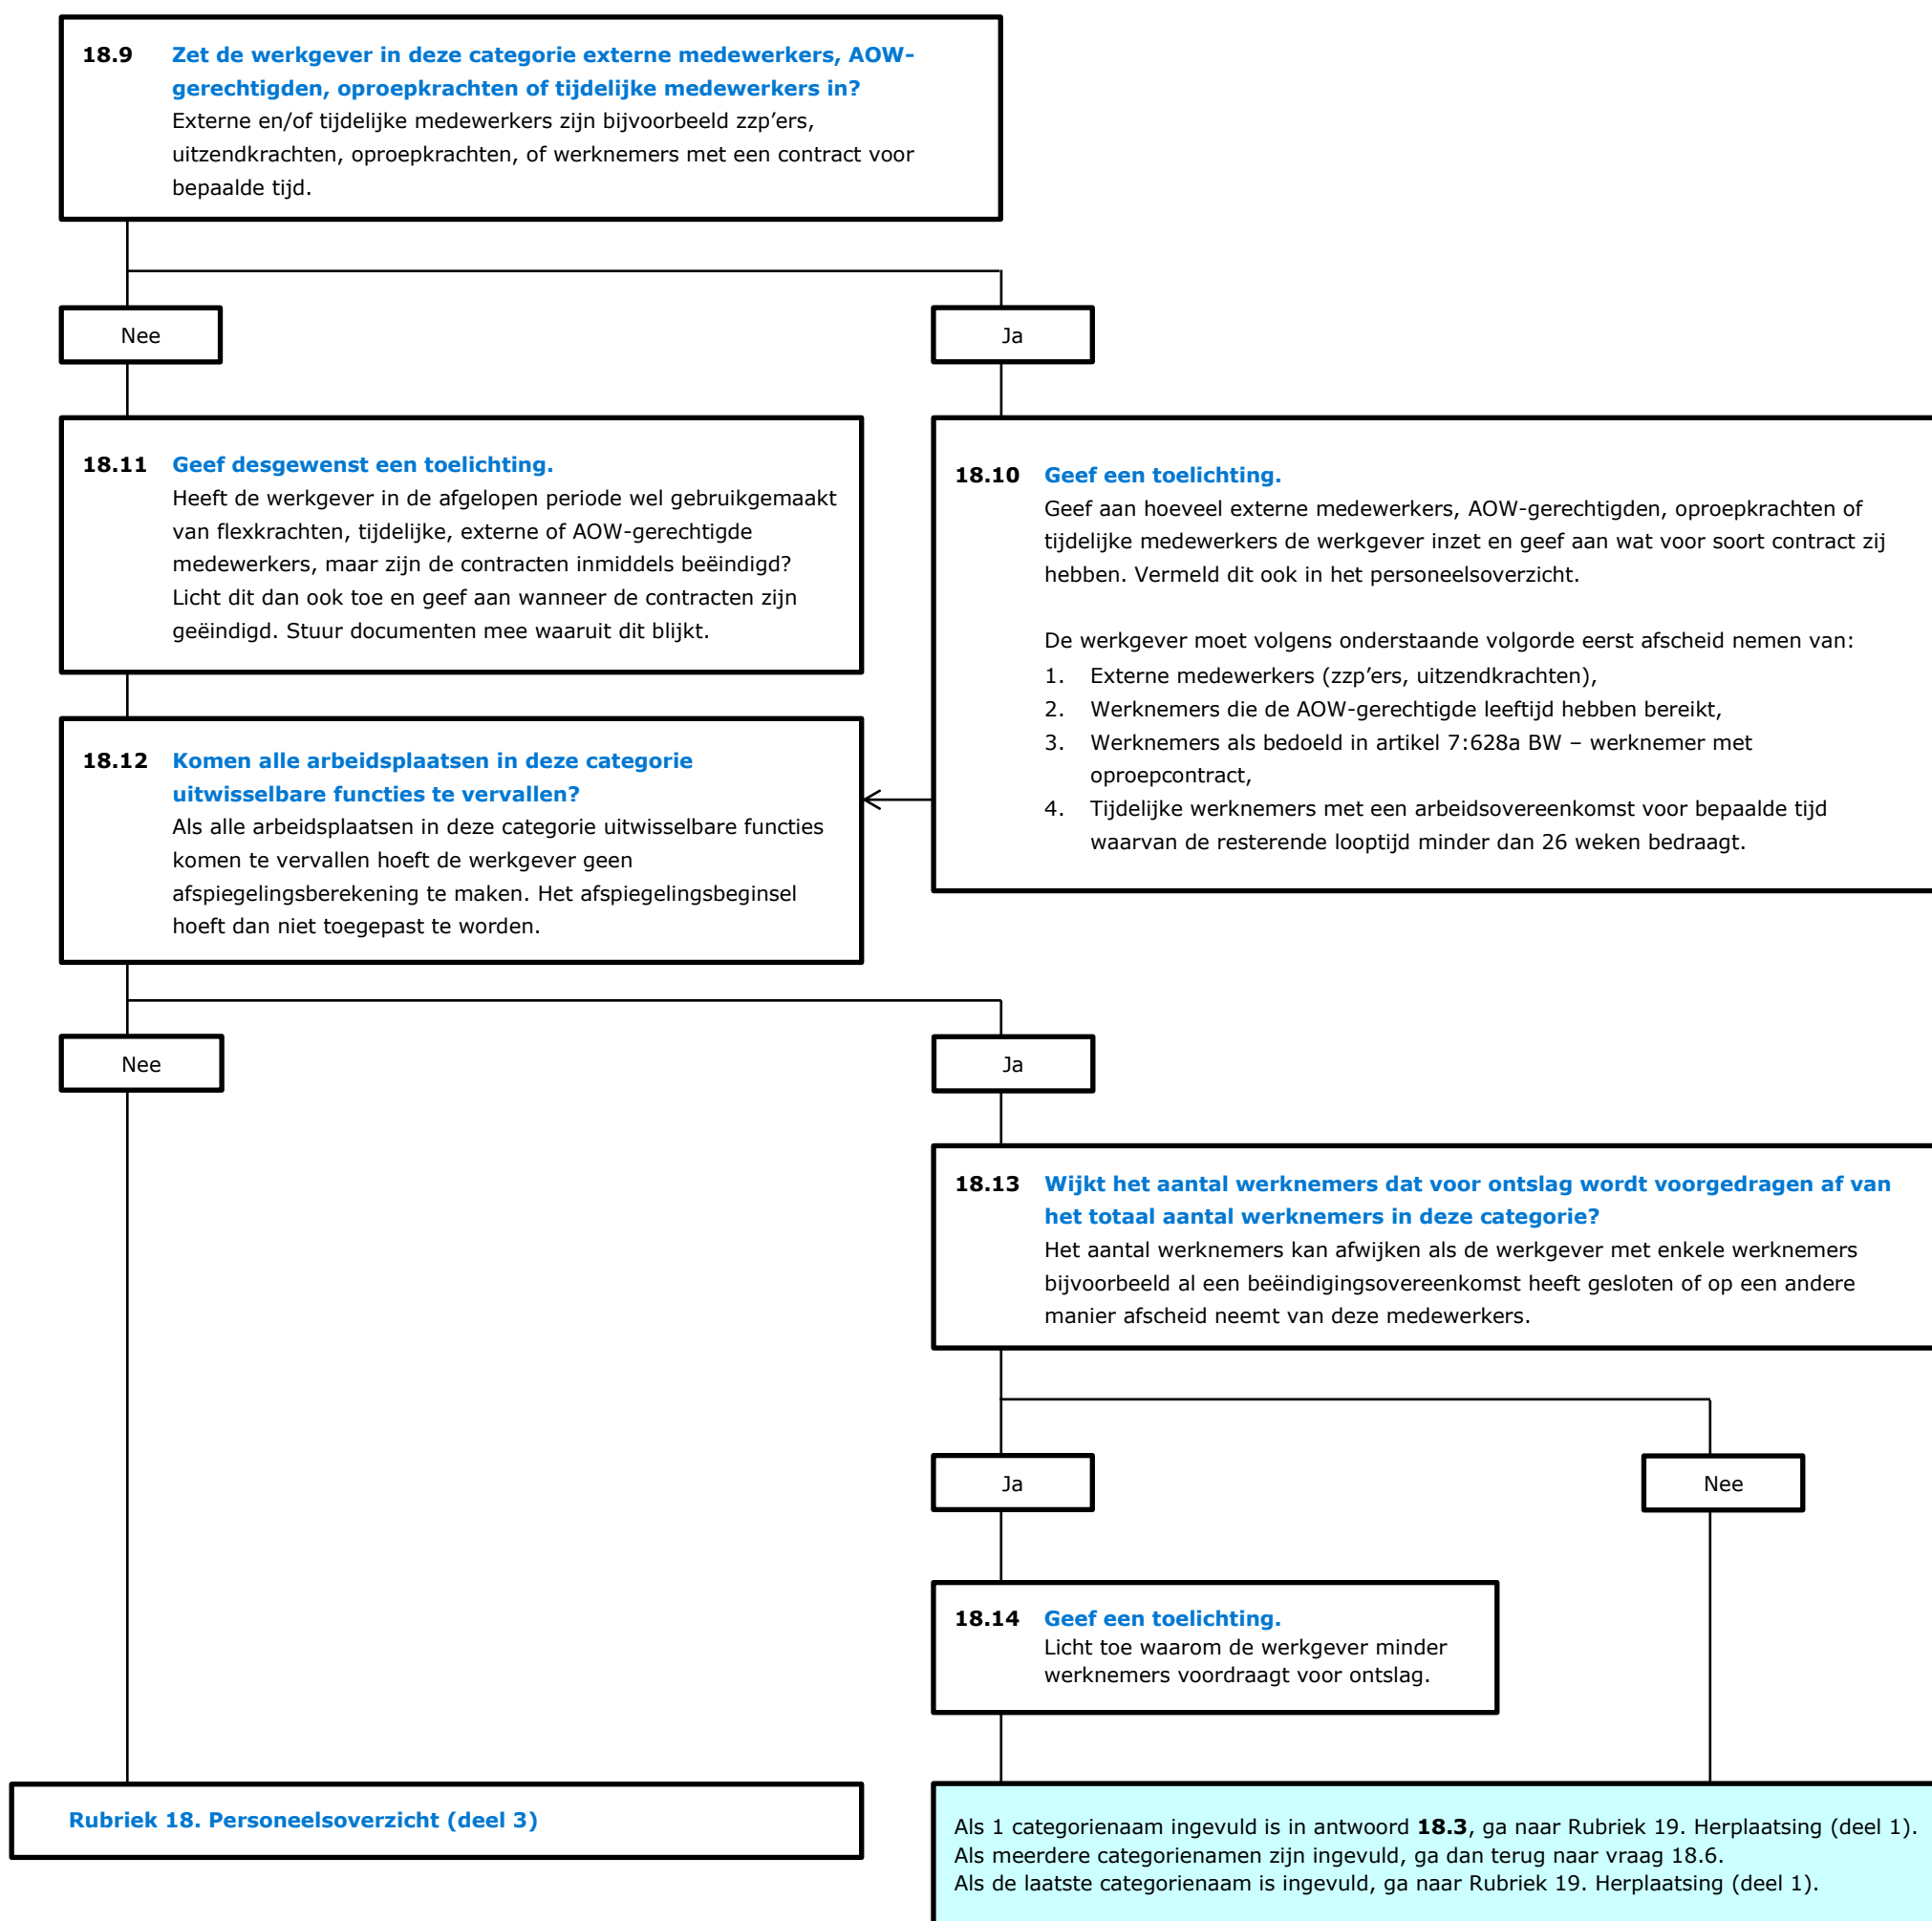 18.9 Zet de werkgever in deze categorie externe medewerkers, AOW-
gerechtigden, oproepkrachten of tijdelijke medewerkers in?
Externe en/of tijdelijke medewerkers zijn bijvoorbeeld zzp’ers,
uitzendkrachten, oproepkrachten, of werknemers met een contract voor
bepaalde tijd.
Nee
Ja
18.11 Geef desgewenst een toelichting.
Heeft de werkgever in de afgelopen periode wel gebruikgemaakt
van flexkrachten, tijdelijke, externe of AOW-gerechtigde
medewerkers, maar zijn de contracten inmiddels beëindigd?
Licht dit dan ook toe en geef aan wanneer de contracten zijn
geëindigd. Stuur documenten mee waaruit dit blijkt.
18.10 Geef een toelichting.
Geef aan hoeveel externe medewerkers, AOW-gerechtigden, oproepkrachten of
tijdelijke medewerkers de werkgever inzet en geef aan wat voor soort contract zij
hebben. Vermeld dit ook in het personeelsoverzicht.
De werkgever moet volgens onderstaande volgorde eerst afscheid nemen van:
1. Externe medewerkers (zzp’ers, uitzendkrachten),
2. Werknemers die de AOW-gerechtigde leeftijd hebben bereikt,
3. Werknemers als bedoeld in artikel 7:628a BW – werknemer met
oproepcontract,
4. Tijdelijke werknemers met een arbeidsovereenkomst voor bepaalde tijd
waarvan de resterende looptijd minder dan 26 weken bedraagt.
18.12 Komen alle arbeidsplaatsen in deze categorie
uitwisselbare functies te vervallen?
Als alle arbeidsplaatsen in deze categorie uitwisselbare functies
komen te vervallen hoeft de werkgever geen
afspiegelingsberekening te maken. Het afspiegelingsbeginsel
hoeft dan niet toegepast te worden.
Nee
Ja
18.13 Wijkt het aantal werknemers dat voor ontslag wordt voorgedragen af van
het totaal aantal werknemers in deze categorie?
Het aantal werknemers kan afwijken als de werkgever met enkele werknemers
bijvoorbeeld al een beëindigingsovereenkomst heeft gesloten of op een andere
manier afscheid neemt van deze medewerkers.
Ja
Nee
18.14 Geef een toelichting.
Licht toe waarom de werkgever minder
werknemers voordraagt voor ontslag.
Rubriek 18. Personeelsoverzicht (deel 3)
Als 1 categorienaam ingevuld is in antwoord 18.3, ga naar Rubriek 19. Herplaatsing (deel 1).
Als meerdere categorienamen zijn ingevuld, ga dan terug naar vraag 18.6.
Als de laatste categorienaam is ingevuld, ga naar Rubriek 19. Herplaatsing (deel 1).